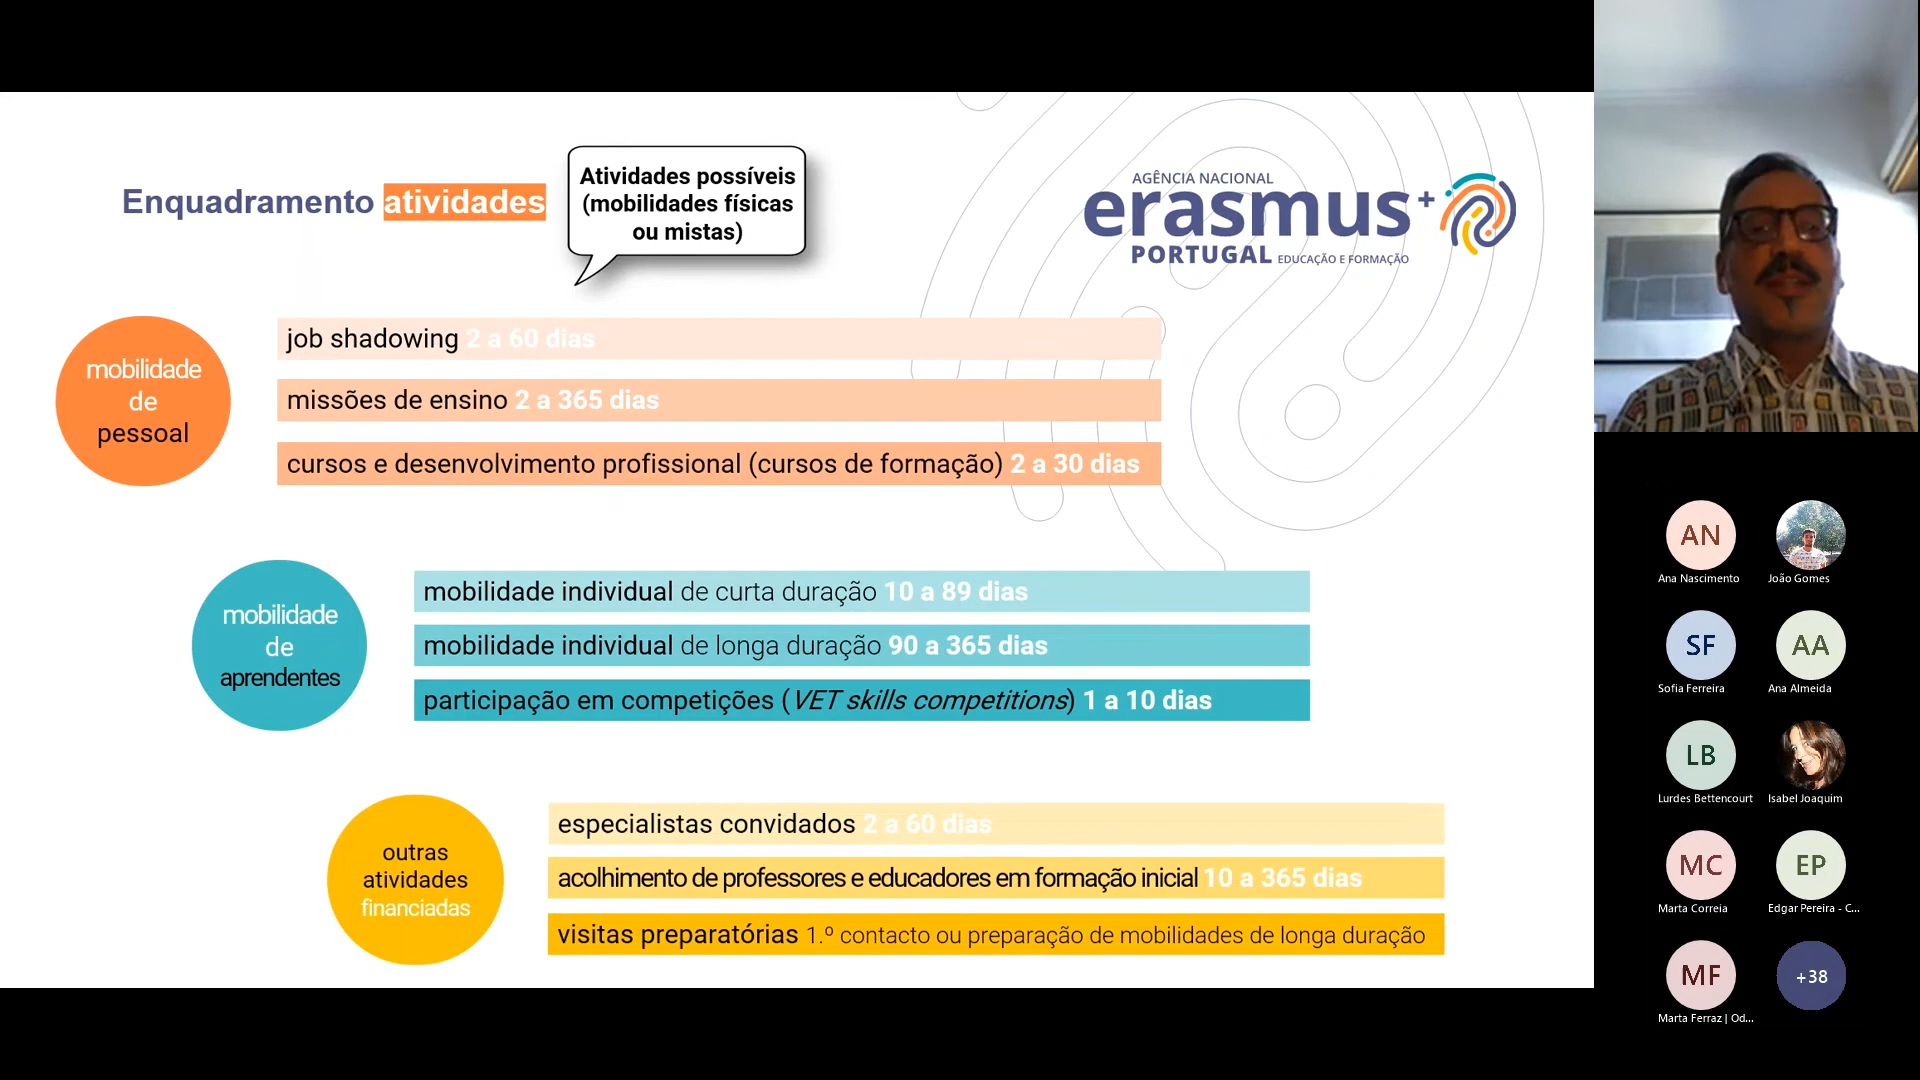 Enquadramento atividades
Atividades possíveis
(mobilidades físicas
ou mistas)
AGÊNCIA NACIONAL
erasmus+
PORTUGAL EDUCAÇÃO E FORMAÇÃO
mobilidade
de
pessoal
job shadowing 2 a 60 dias
missões de ensino 2 a 365 dias
cursos e desenvolvimento profissional (cursos de formação) 2 a 30 dias
mobilidade
de
aprendentes
mobilidade individual de curta duração 10 a 89 dias
mobilidade individual de longa duração 90 a 365 dias
participação em competições (VET skills competitions) 1 a 10 dias
outras
atividades
financiadas
especialistas convidados 2 a 60 dias
acolhimento de professores e educadores em formação inicial 10 a 365 dias
visitas preparatórias 1.º contacto ou preparação de mobilidades de longa duração
AN
Ana Nascimento
João Gomes
SF
Sofia Ferreira
AA
Ana Almeida
LB
Lurdes Bettencourt
Isabel Joaquim
MC
Marta Correia
EP
Edgar Pereira - C...
MF
Marta Ferraz | Od...
+38